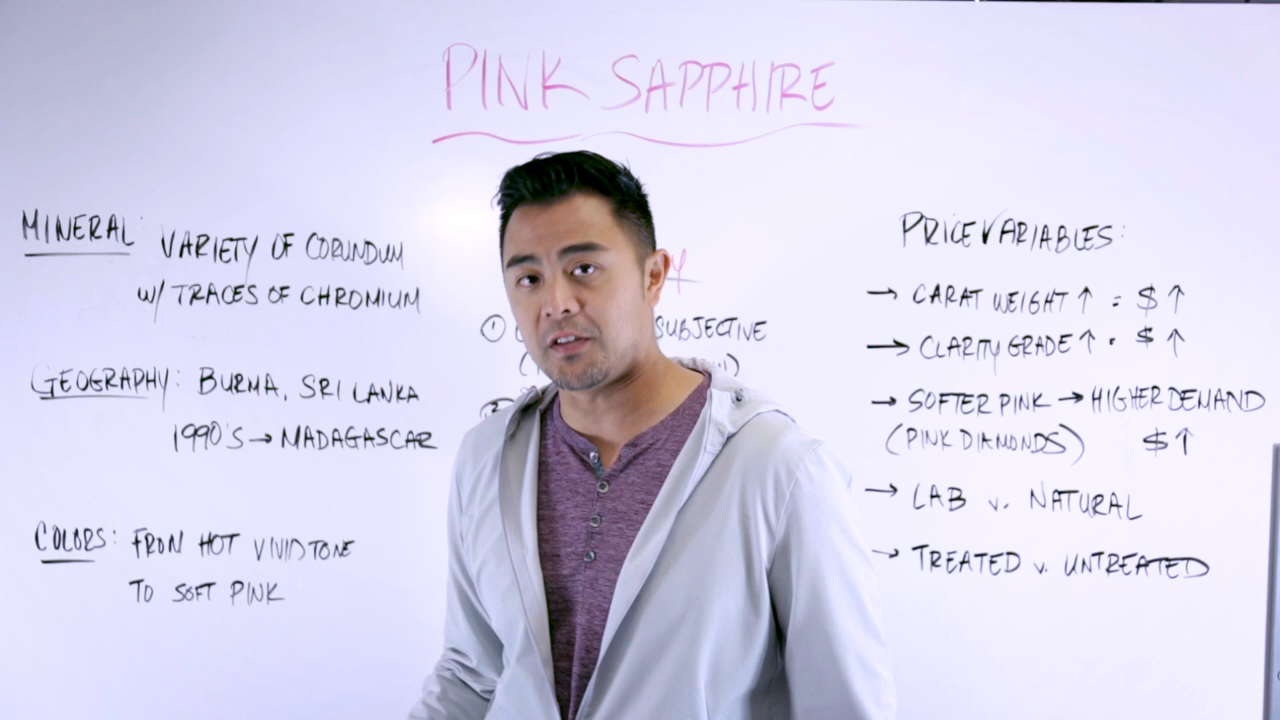 PINK SAPPHIRE
MINERAL: VARIETY OF CORUNDUM
W/ TRACES OF CHROMIUM
GEOGRAPHY: BURMA, SRI LANKA
1990'S → MADAGASCAR
COLORS: FROM HOT VIVID TONE
TO SOFT PINK
Y
① SUBJECTIVE
PRICE VARIABLES:
→ CARAT WEIGHT ↑ = $ ↑
→ CLARITY GRADE ↑ = $ ↑
→ SOFTER PINK → HIGHER DEMAND
(PINK DIAMONDS) $ ↑
→ LAB v. NATURAL
→ TREATED v. UNTREATED